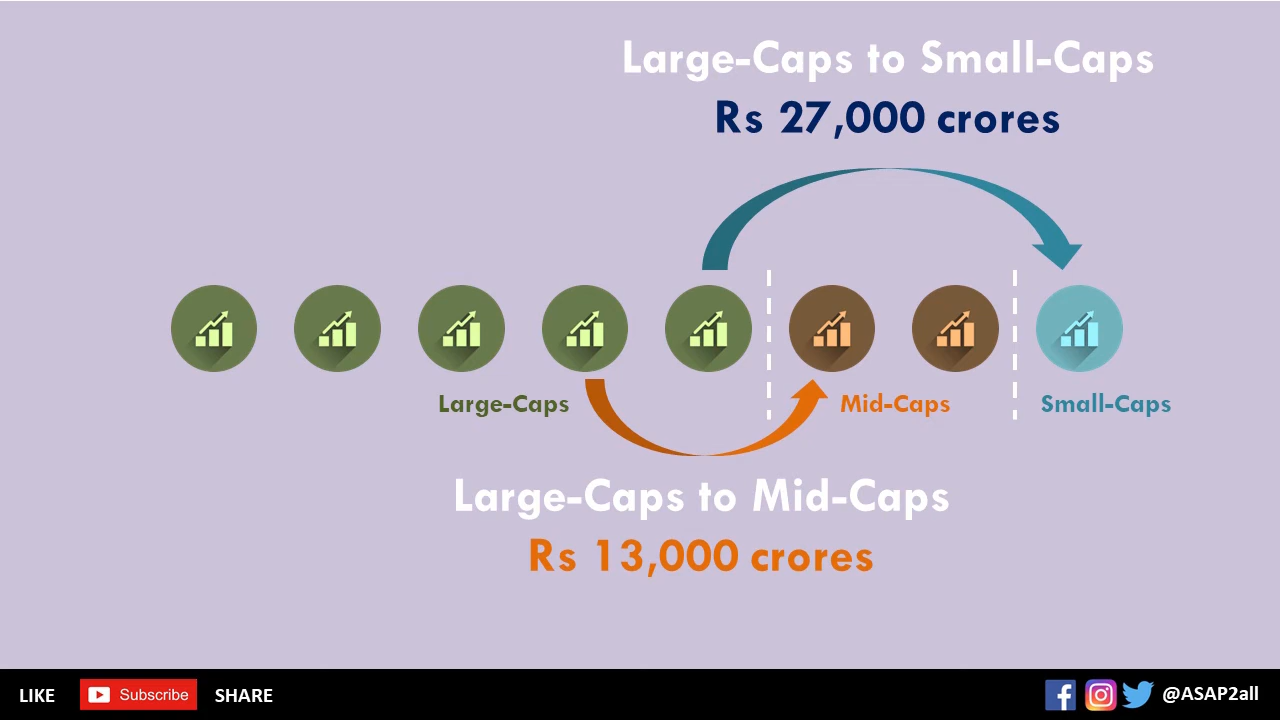 Large-Caps to Small-Caps
Rs 27,000 crores
Large-Caps
Mid-Caps
Small-Caps
Large-Caps to Mid-Caps
Rs 13,000 crores
LIKE
Subscribe
SHARE
@ASAP2all